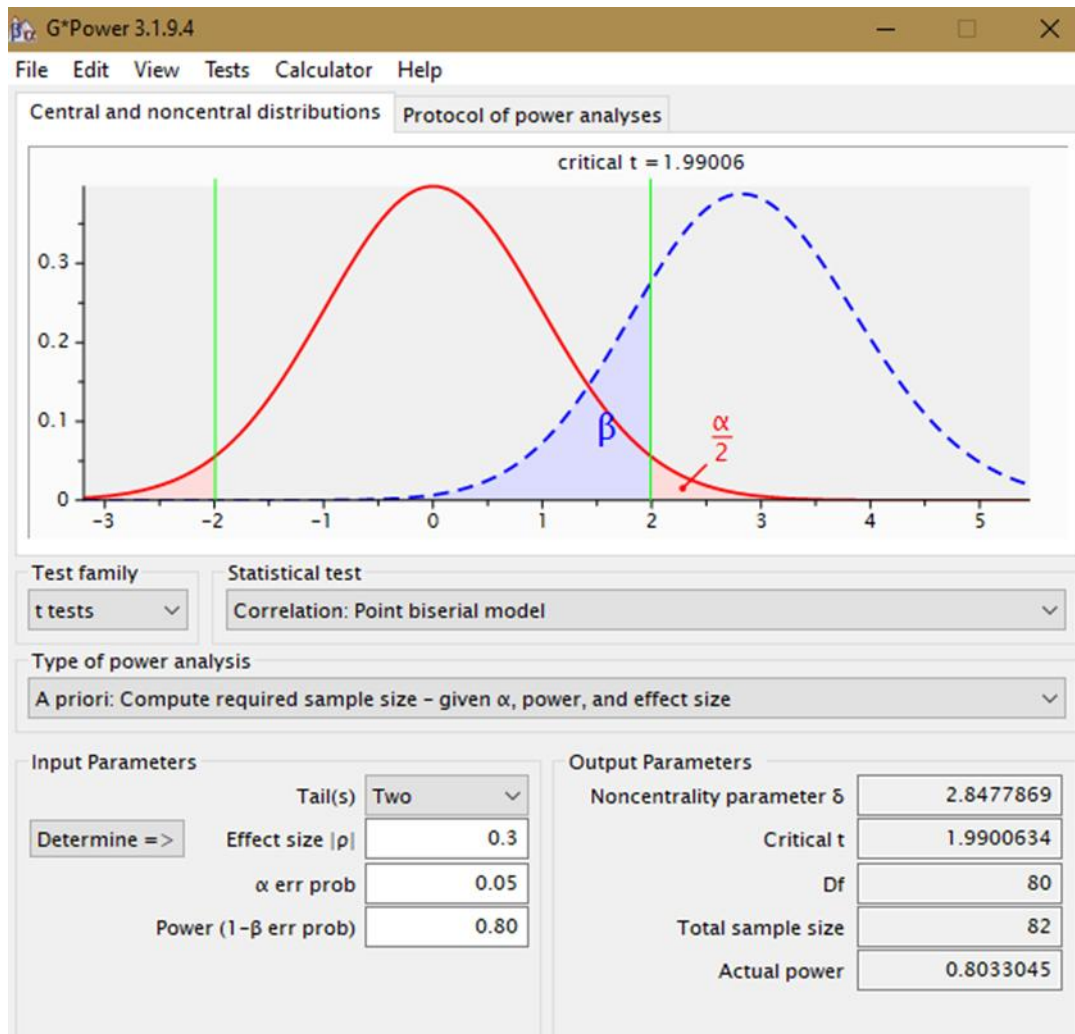 G*Power 3.1.9.4
File Edit View Tests Calculator Help
Central and noncentral distributions Protocol of power analyses
critical t = 1.99006
0.3
0.2
0.1
0
β
α
2
-3 -2 -1 0 1 2 3 4 5
Test family Statistical test
t tests Correlation: Point biserial model
Type of power analysis
A priori: Compute required sample size - given α, power, and effect size
Input Parameters
Tail(s) Two
Determine => Effect size |ρ| 0.3
α err prob 0.05
Power (1-β err prob) 0.80
Output Parameters
Noncentrality parameter δ 2.8477869
Critical t 1.9900634
Df 80
Total sample size 82
Actual power 0.8033045